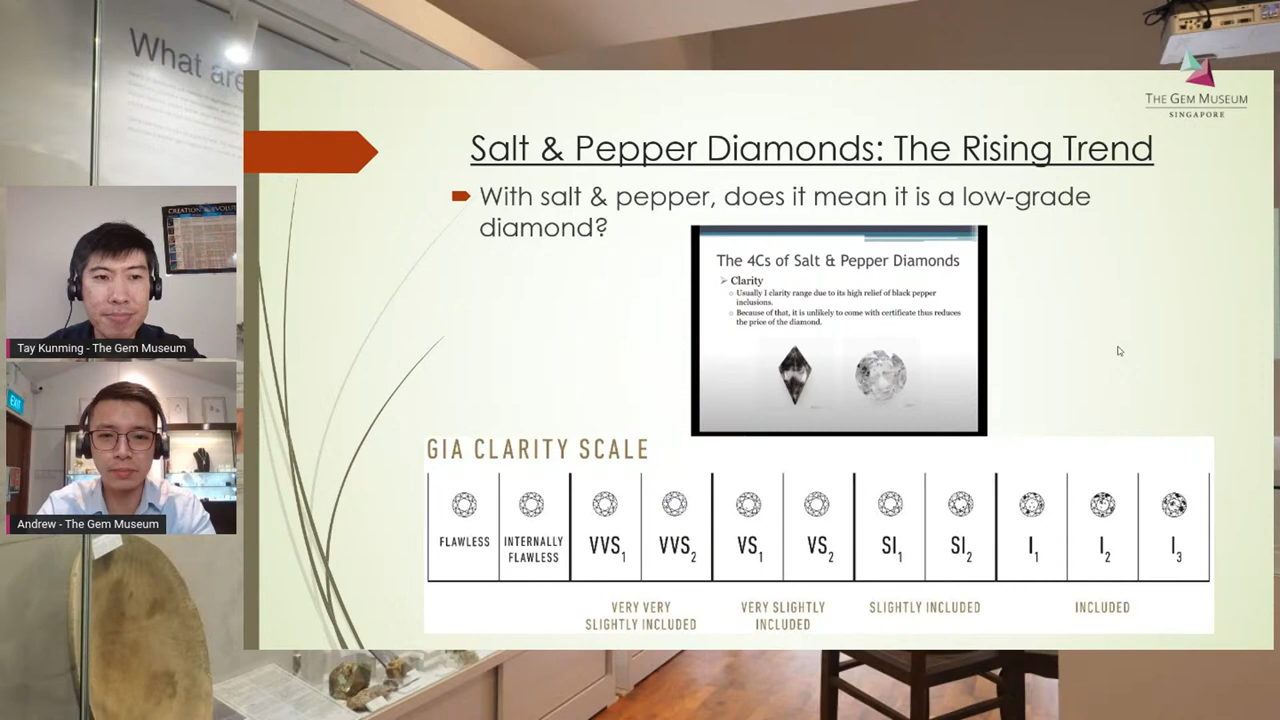 What are
THE GEM MUSEUM
SINGAPORE
Salt & Pepper Diamonds: The Rising Trend
With salt & pepper, does it mean it is a low-grade
diamond?
The 4Cs of Salt & Pepper Diamonds
Clarity
Usually I clarity range due to its high relief of black pepper
inclusions.
Because of that, it is unlikely to come with certificate thus reduces
the price of the diamond.
Tay Kunming - The Gem Museum
EXIT
Andrew - The Gem Museum
GIA CLARITY SCALE
FLAWLESS
INTERNALLY
FLAWLESS
VVS1
VVS2
VS1
VS2
SI1
SI2
I1
I2
I3
VERY VERY
SLIGHTLY INCLUDED
VERY SLIGHTLY
INCLUDED
SLIGHTLY INCLUDED
INCLUDED